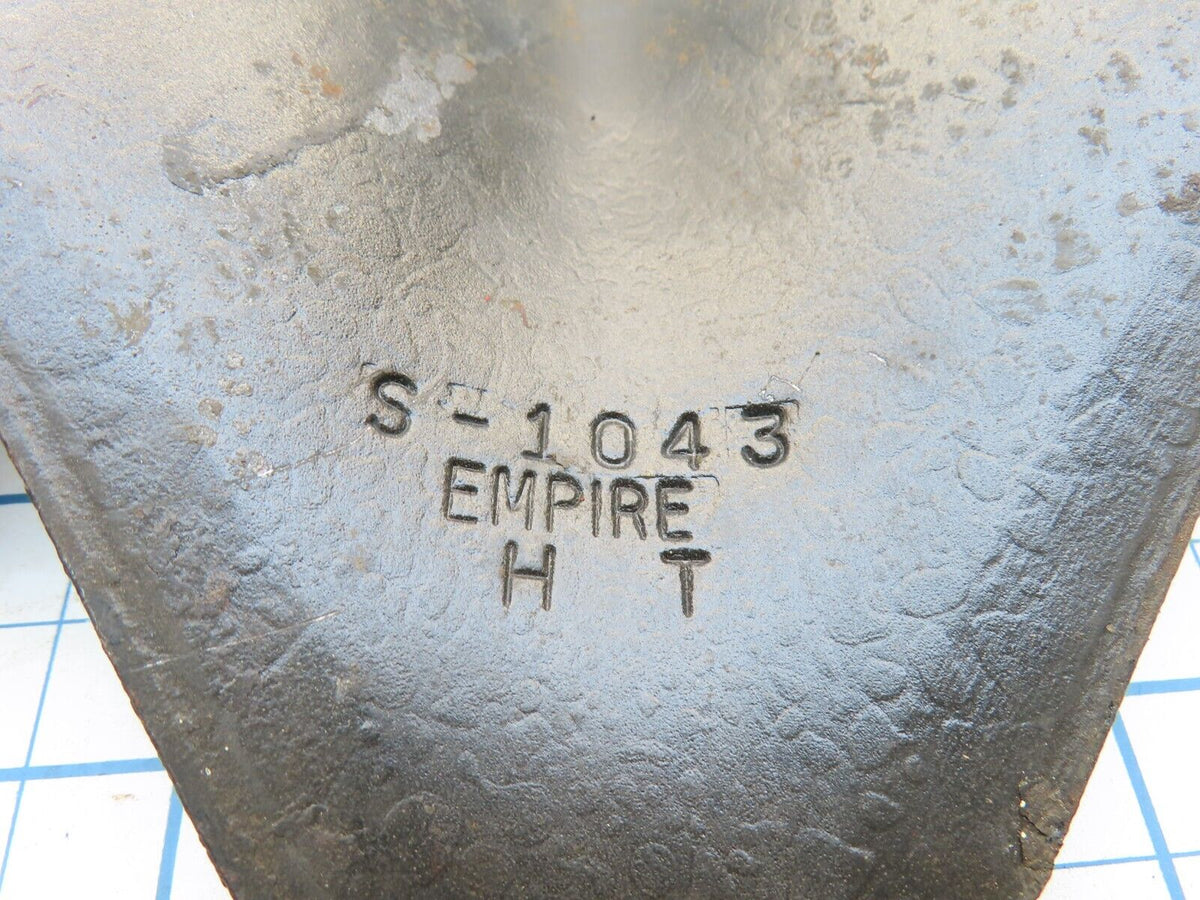 S-1043
EMPIRE
H T